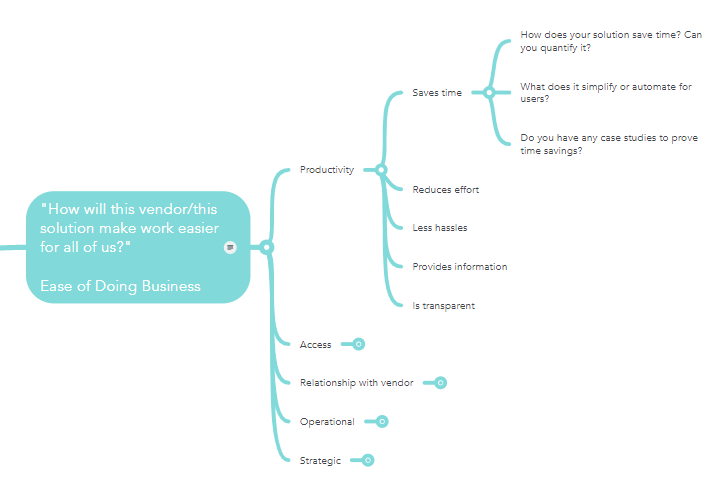 "How will this vendor/this
solution make work easier
for all of us?"
Ease of Doing Business
Productivity
Saves time
How does your solution save time? Can
you quantify it?
What does it simplify or automate for
users?
Do you have any case studies to prove
time savings?
Reduces effort
Less hassles
Provides information
Is transparent
Access
Relationship with vendor
Operational
Strategic